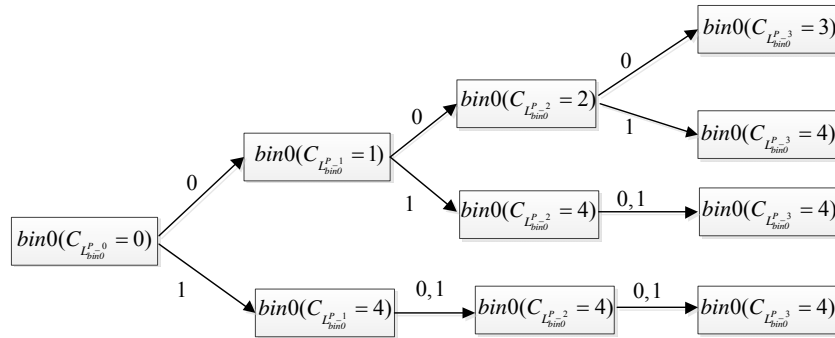 bin0(C_{L_{bin0}^{P_3}} = 3)
0
bin0(C_{L_{bin0}^{P_2}} = 2)
0
1
bin0(C_{L_{bin0}^{P_3}} = 4)
bin0(C_{L_{bin0}^{P_1}} = 1)
0
1
bin0(C_{L_{bin0}^{P_2}} = 4)
0,1
bin0(C_{L_{bin0}^{P_3}} = 4)
bin0(C_{L_{bin0}^{P_0}} = 0)
1
bin0(C_{L_{bin0}^{P_1}} = 4)
0,1
bin0(C_{L_{bin0}^{P_2}} = 4)
0,1
bin0(C_{L_{bin0}^{P_3}} = 4)